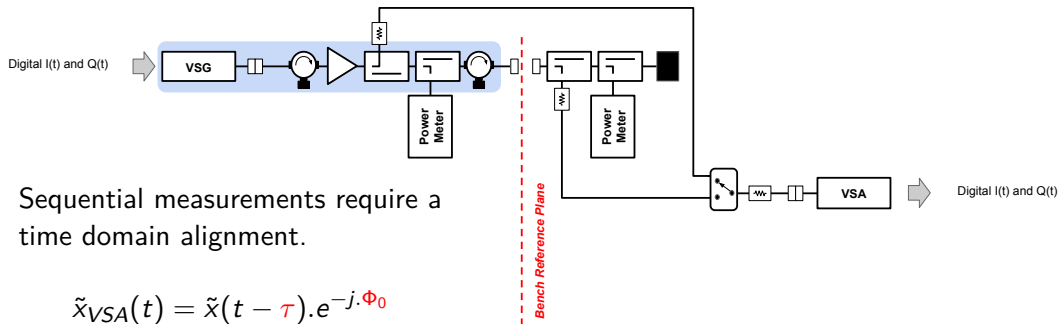 Digital I(t) and Q(t)
VSG
Power
Meter
Power
Meter
Bench Reference Plane
VSA
Digital I(t) and Q(t)
Sequential measurements require a
time domain alignment.
x̃_VSA(t) = x̃(t − τ).e^{−j.Φ₀}